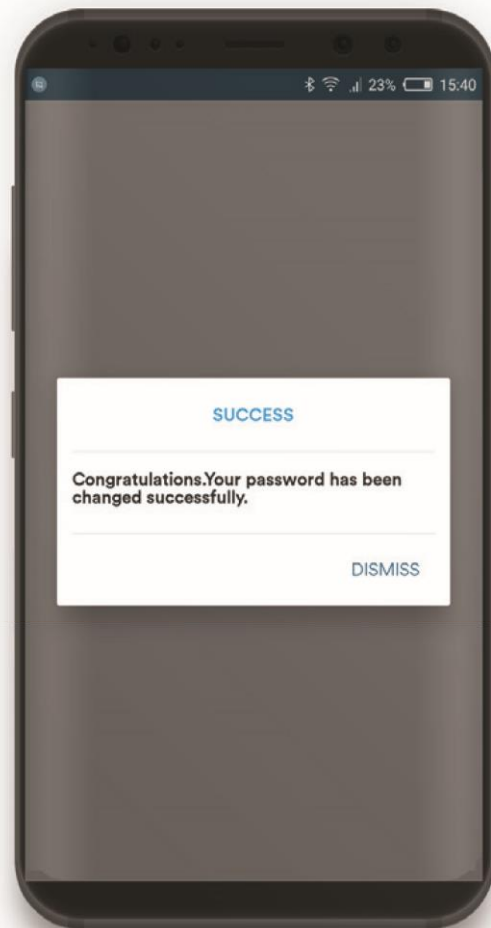 23% 15:40
SUCCESS
Congratulations.Your password has been
changed successfully.
DISMISS